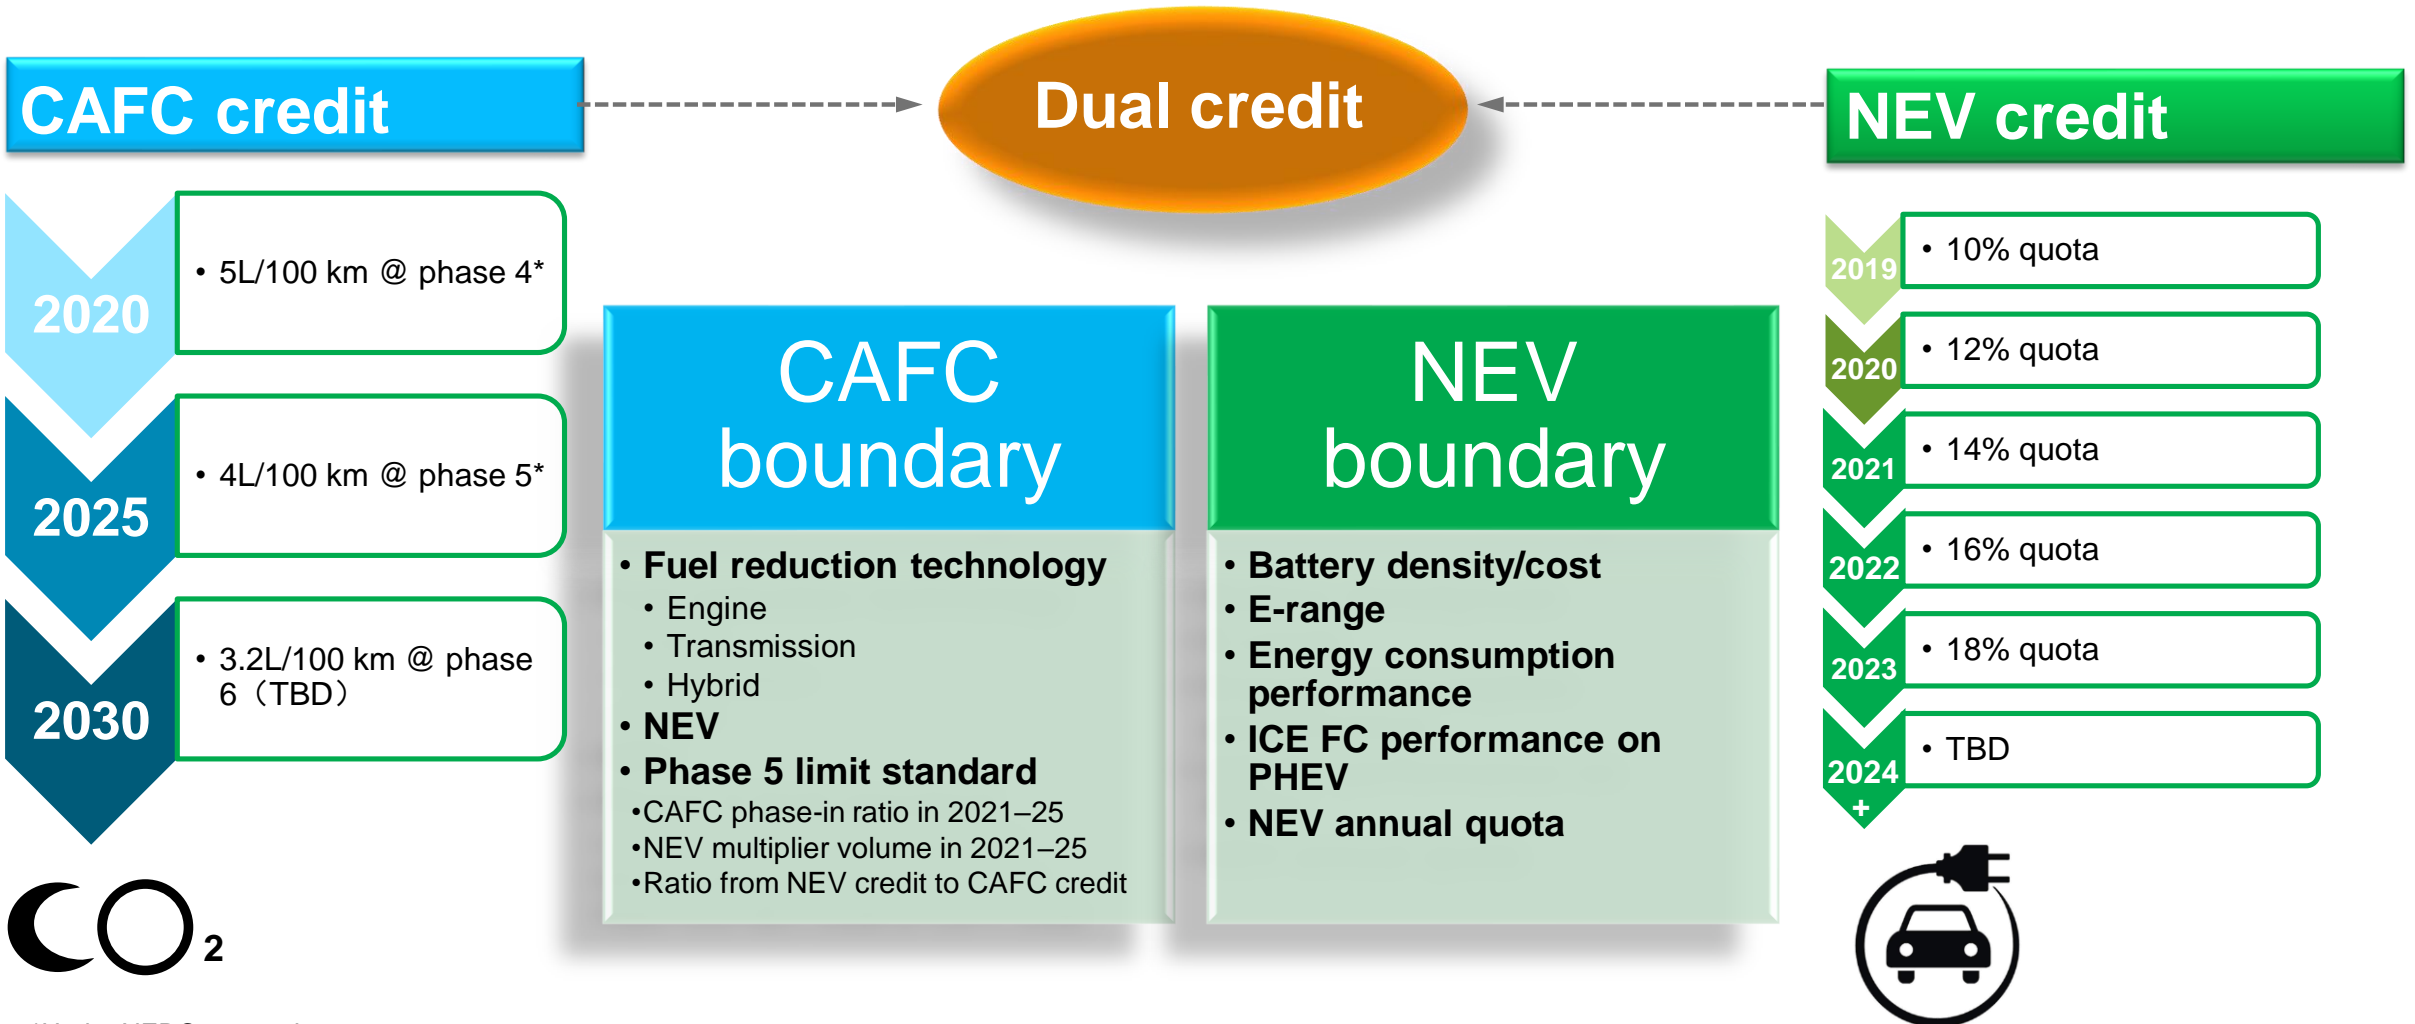 CAFC credit
Dual credit
NEV credit
2020
• 5L/100 km @ phase 4*
2025
• 4L/100 km @ phase 5*
2030
• 3.2L/100 km @ phase
6（TBD）
CO2
CAFC
boundary
• Fuel reduction technology
• Engine
• Transmission
• Hybrid
• NEV
• Phase 5 limit standard
•CAFC phase-in ratio in 2021–25
•NEV multiplier volume in 2021–25
•Ratio from NEV credit to CAFC credit
NEV
boundary
• Battery density/cost
• E-range
• Energy consumption
performance
• ICE FC performance on
PHEV
• NEV annual quota
2019
• 10% quota
2020
• 12% quota
2021
• 14% quota
2022
• 16% quota
2023
• 18% quota
2024
+
• TBD